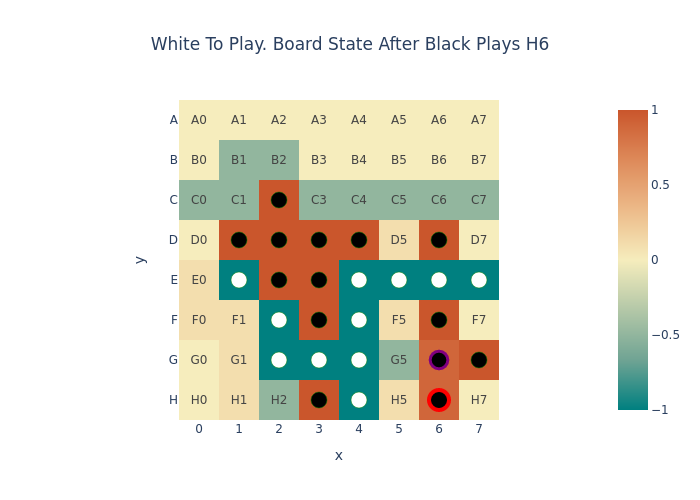 White To Play. Board State After Black Plays H6
A A0 A1 A2 A3 A4 A5 A6 A7
B B0 B1 B2 B3 B4 B5 B6 B7
C C0 C1 C3 C4 C5 C6 C7
D D0 D5 D7
E E0
F F0 F1 F5 F7
G G0 G1 G5
H H0 H1 H2 H5 H7
0 1 2 3 4 5 6 7
x
y
1
0.5
0
−0.5
−1